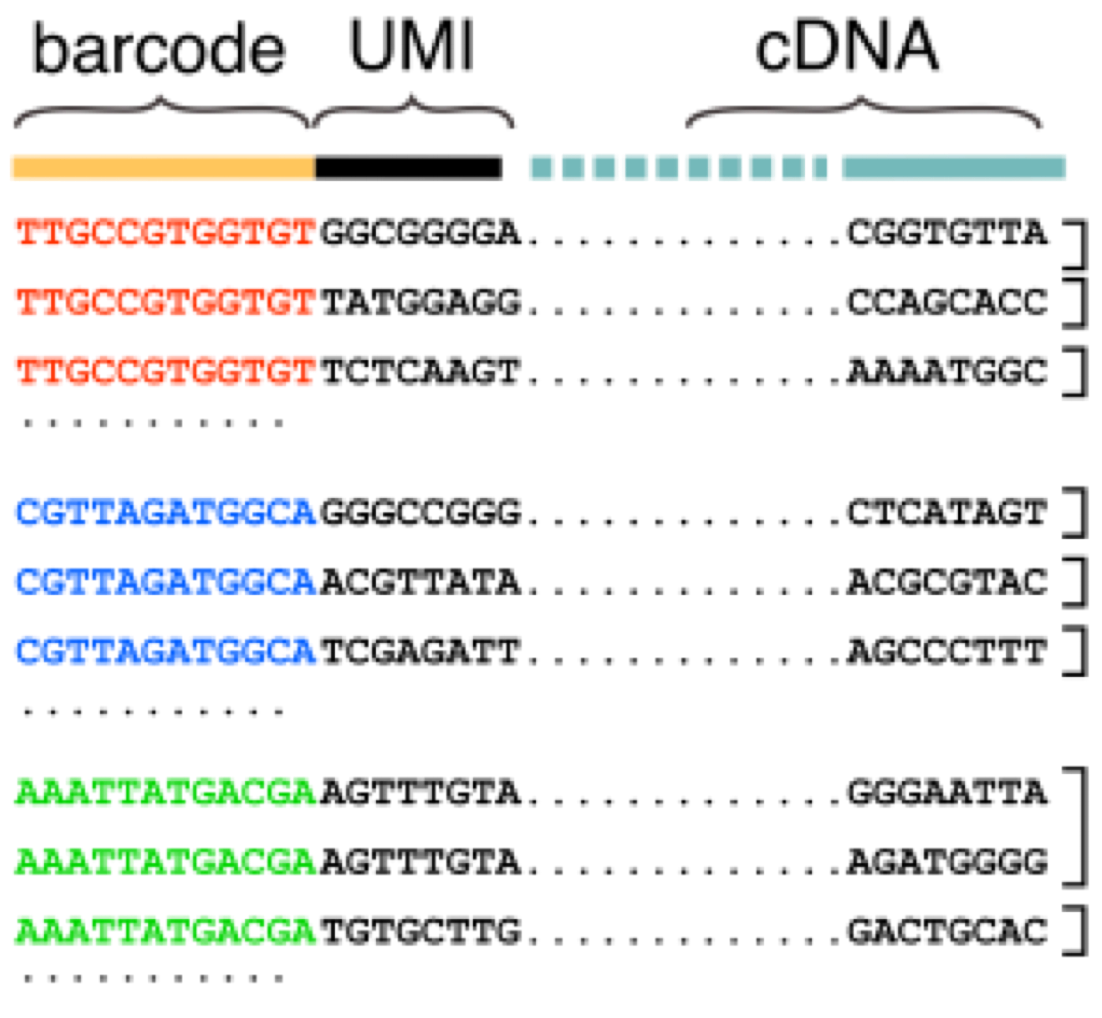 barcode UMI cDNA
TTGCCGTGGTGTGGCGGGGA.............CGGTGTTA
TTGCCGTGGTGTTATGGAGG.............CCAGCACC
TTGCCGTGGTGTTCTCAAGT.............AAAATGGC
...........
CGTTAGATGGCAGGGCCGGG.............CTCATAGT
CGTTAGATGGCAACGTTATA.............ACGCGTAC
CGTTAGATGGCATCGAGATT.............AGCCCTTT
...........
AAATTATGACGAAGTTTGTA.............GGGAATTA
AAATTATGACGAAGTTTGTA.............AGATGGGG
AAATTATGACGATGTGCTTG.............GACTGCAC
...........